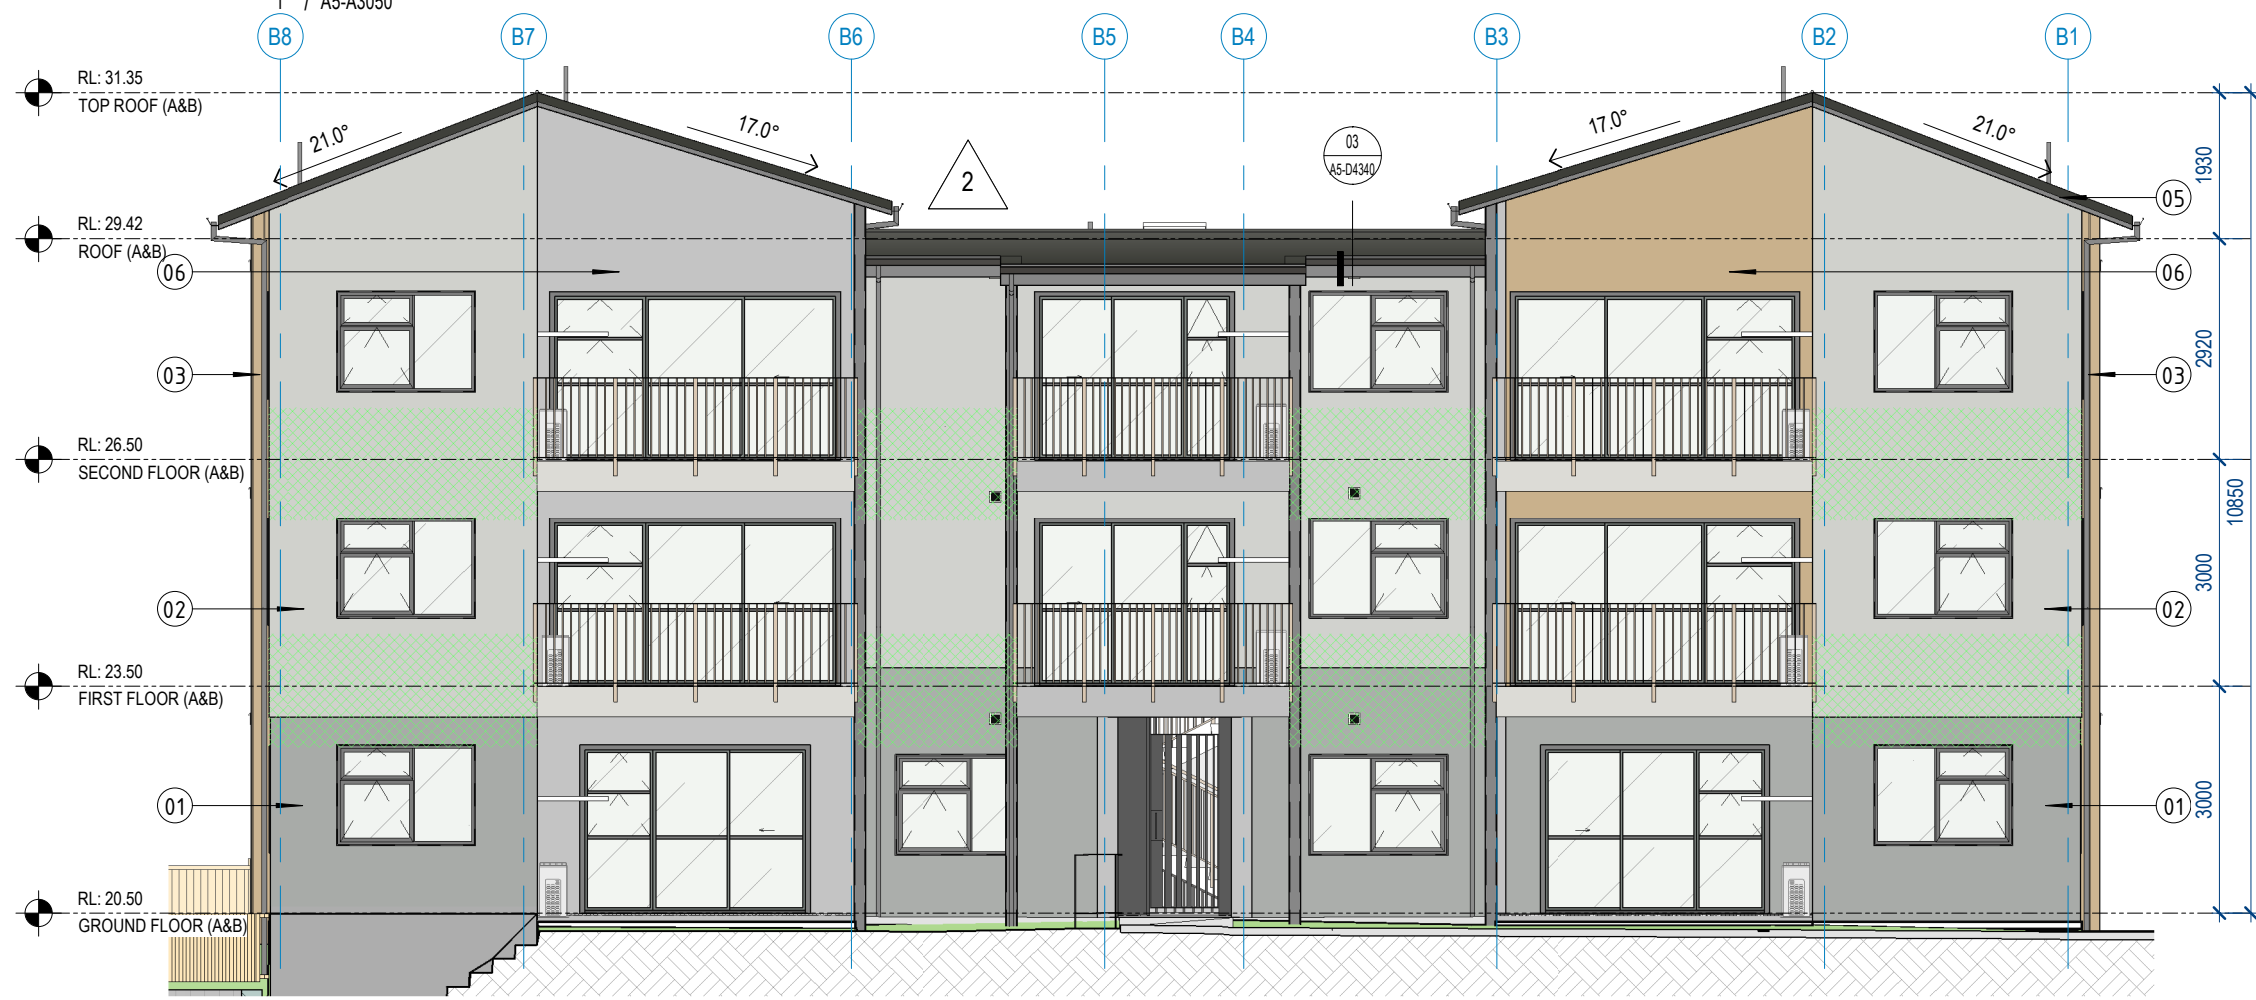 1 / A5-A3050
B8 B7 B6 B5 B4 B3 B2 B1
RL: 31.35
TOP ROOF (A&B)
21.0°
17.0°
17.0°
21.0°
2
03
A5-D4340
1930
05
RL: 29.42
ROOF (A&B)
06
06
03
2920
03
RL: 26.50
SECOND FLOOR (A&B)
10850
3000
02
02
RL: 23.50
FIRST FLOOR (A&B)
01
3000
01
RL: 20.50
GROUND FLOOR (A&B)